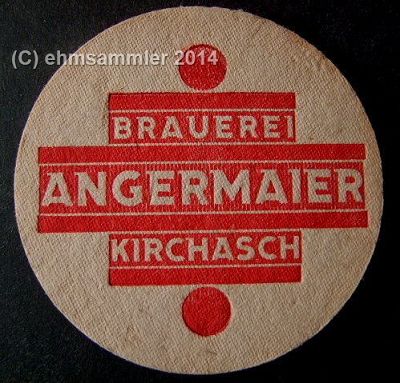 (C) ehmsammler 2014
BRAUEREI
ANGERMAIER
KIRCHASCH